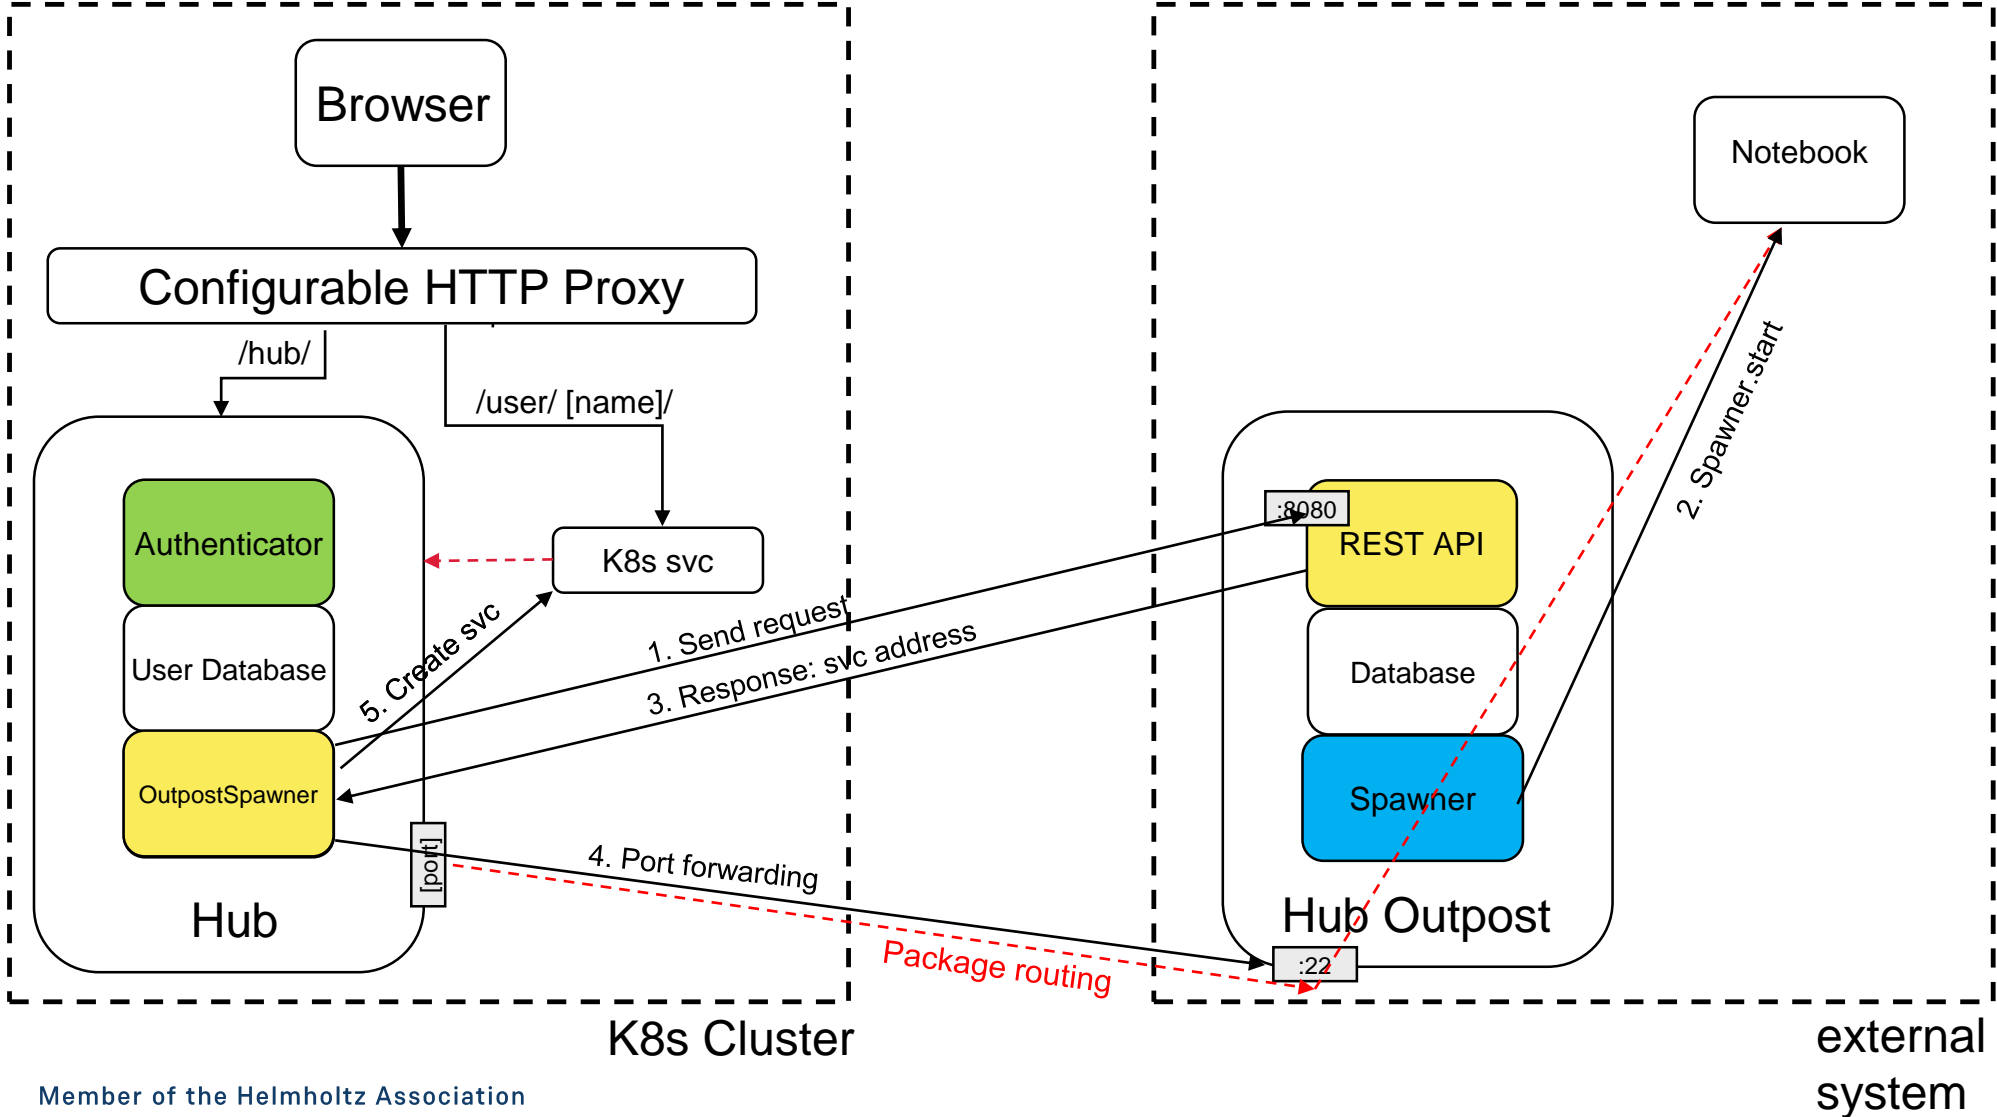 Browser
Notebook
Configurable HTTP Proxy
/hub/
/user/ [name]/
2. Spawner.start
:8080
Authenticator
K8s svc
REST API
5. Create svc
1. Send request
User Database
3. Response: svc address
Database
OutpostSpawner
Spawner
[port]
4. Port forwarding
Hub
Hub Outpost
Package routing
:22
K8s Cluster
external
system
Member of the Helmholtz Association